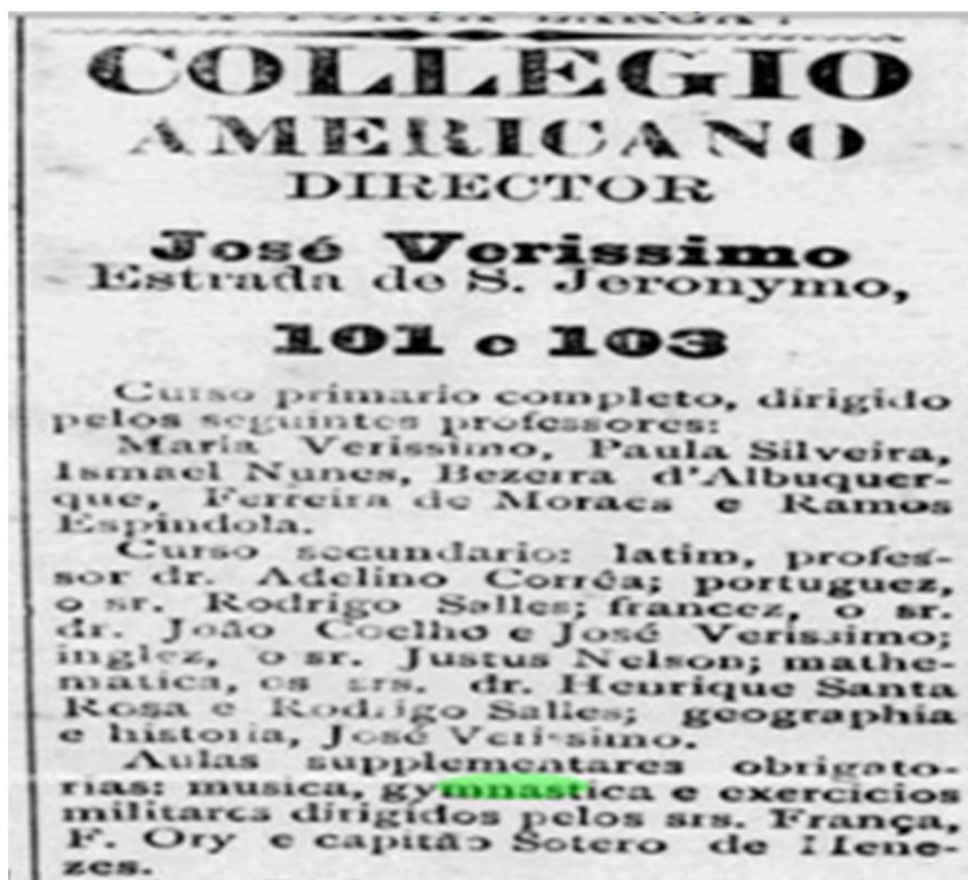 COLLEGIO
AMERICANO
DIRECTOR
José Verissimo
Estrada de S. Jeronymo,
101 e 103
Curso primario completo, dirigido
pelos seguintes professores:
Maria Verissimo, Paula Silveira,
Ismael Nunes, Bezerra d'Albuquer-
que, Ferreira de Moraes e Ramos
Espindola.
Curso secundario: latim, profes-
sor dr. Adelino Corrêa; portuguez,
o sr. Rodrigo Salles; francez, o sr.
dr. João Coelho e José Verissimo;
inglez, o sr. Justus Nelson; mathe-
matica, os srs. dr. Henrique Santa
Rosa e Rodrigo Salles; geographia
e historia, José Verissimo.
Aulas supplementares obrigato-
rias: musica, gymnastica e exercicios
militares dirigidos pelos srs. França,
F. Ory e capitão Sotero de Mene-
zes.